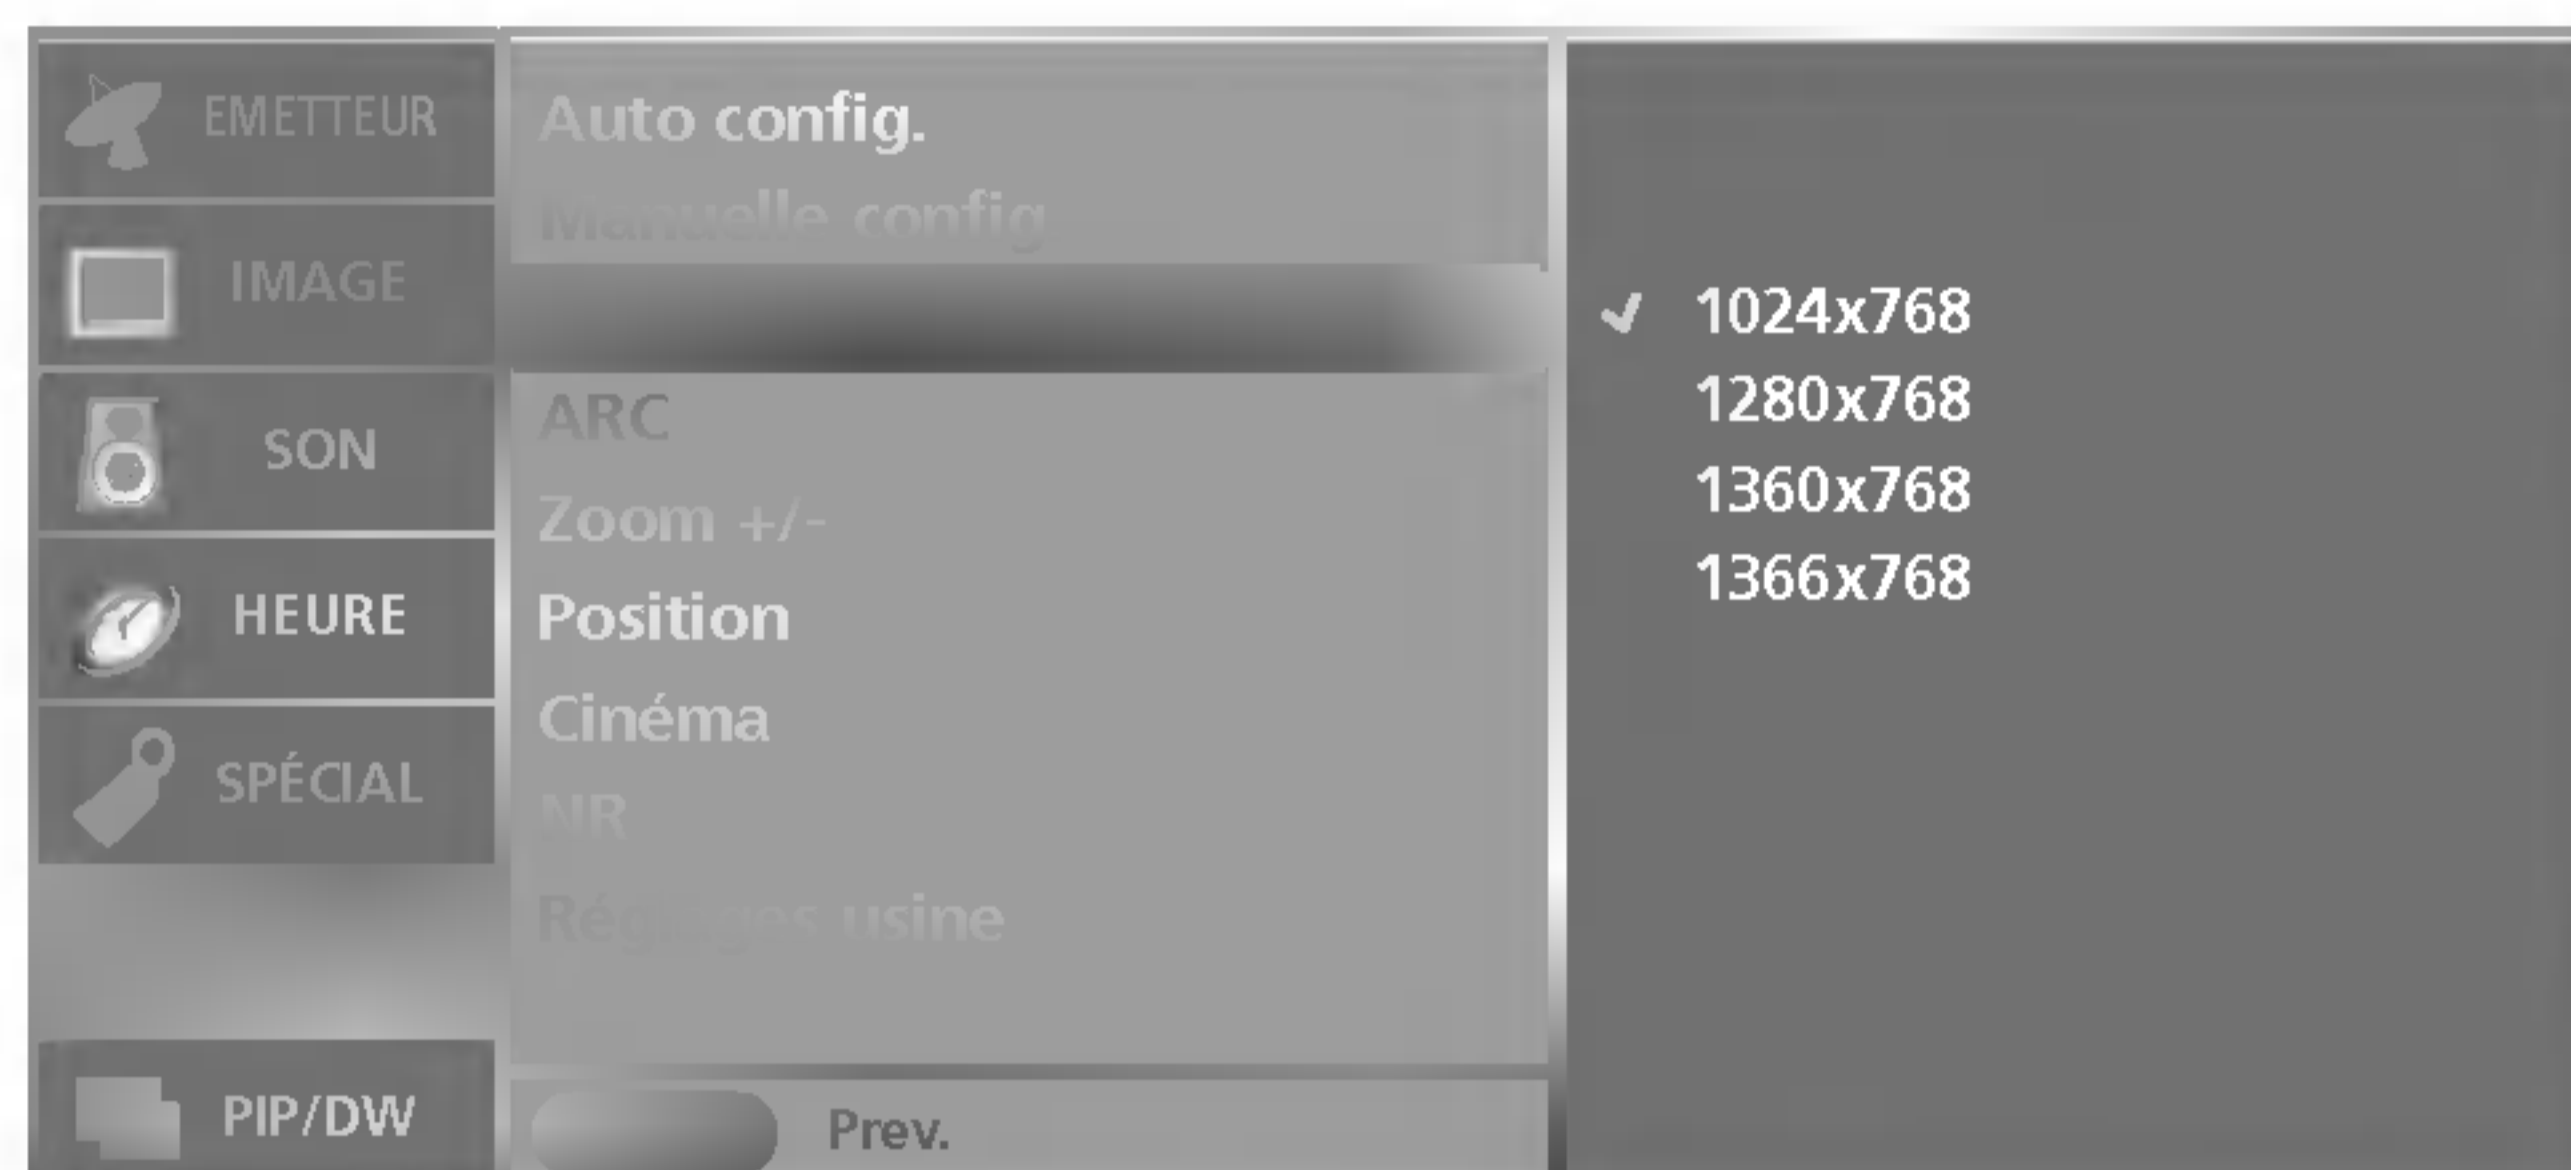 EMETTEUR
IMAGE
SON
HEURE
SPÉCIAL
PIP/DW
Auto config.
Manuelle config
ARC
Zoom +/-
Position
Cinéma
NR
Réglages usine
Prev.
1024x768
1280x768
1360x768
1366x768